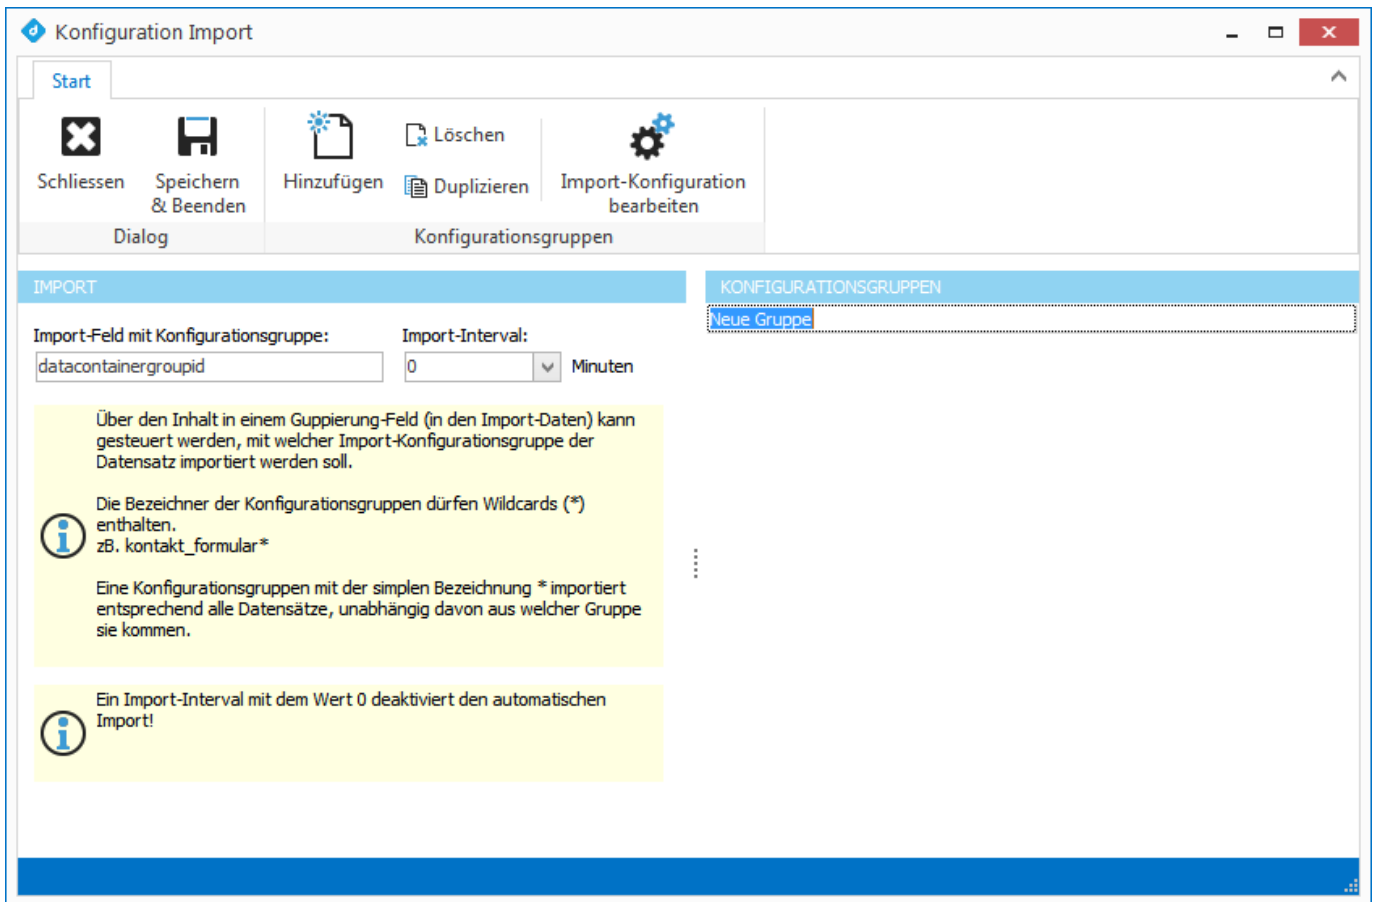 Konfiguration Import
Start
Schliessen
Speichern
& Beenden
Hinzufügen
Löschen
Duplizieren
Import-Konfiguration
bearbeiten
Dialog
Konfigurationsgruppen
IMPORT
KONFIGURATIONSGRUPPEN
Neue Gruppe
Import-Feld mit Konfigurationsgruppe:
Import-Interval:
datacontainergroupid
0
Minuten
Über den Inhalt in einem Guppierung-Feld (in den Import-Daten) kann
gesteuert werden, mit welcher Import-Konfigurationsgruppe der
Datensatz importiert werden soll.
Die Bezeichner der Konfigurationsgruppen dürfen Wildcards (*)
enthalten.
zB. kontakt_formular*
Eine Konfigurationsgruppen mit der simplen Bezeichnung * importiert
entsprechend alle Datensätze, unabhängig davon aus welcher Gruppe
sie kommen.
Ein Import-Interval mit dem Wert 0 deaktiviert den automatischen
Import!